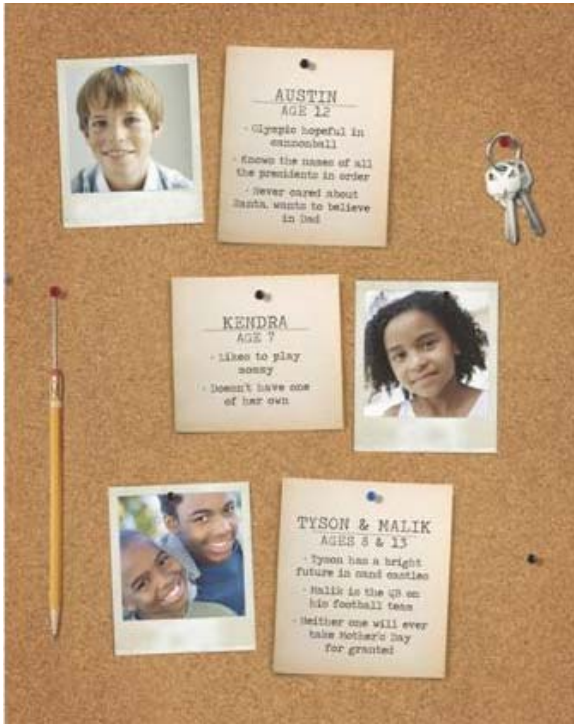 AUSTIN
AGE 12
· Olympic hopeful in
cannonball
· Knows the names of all
the presidents in order
· Never cared about
Santa, wants to believe
in Dad
KENDRA
AGE 7
· Likes to play
mommy
· Doesn't have one
of her own
TYSON & MALIK
AGES 8 & 13
· Tyson has a bright
future in sand castles
· Malik is the QB on
his football team
· Neither one will ever
take Mother's Day
for granted